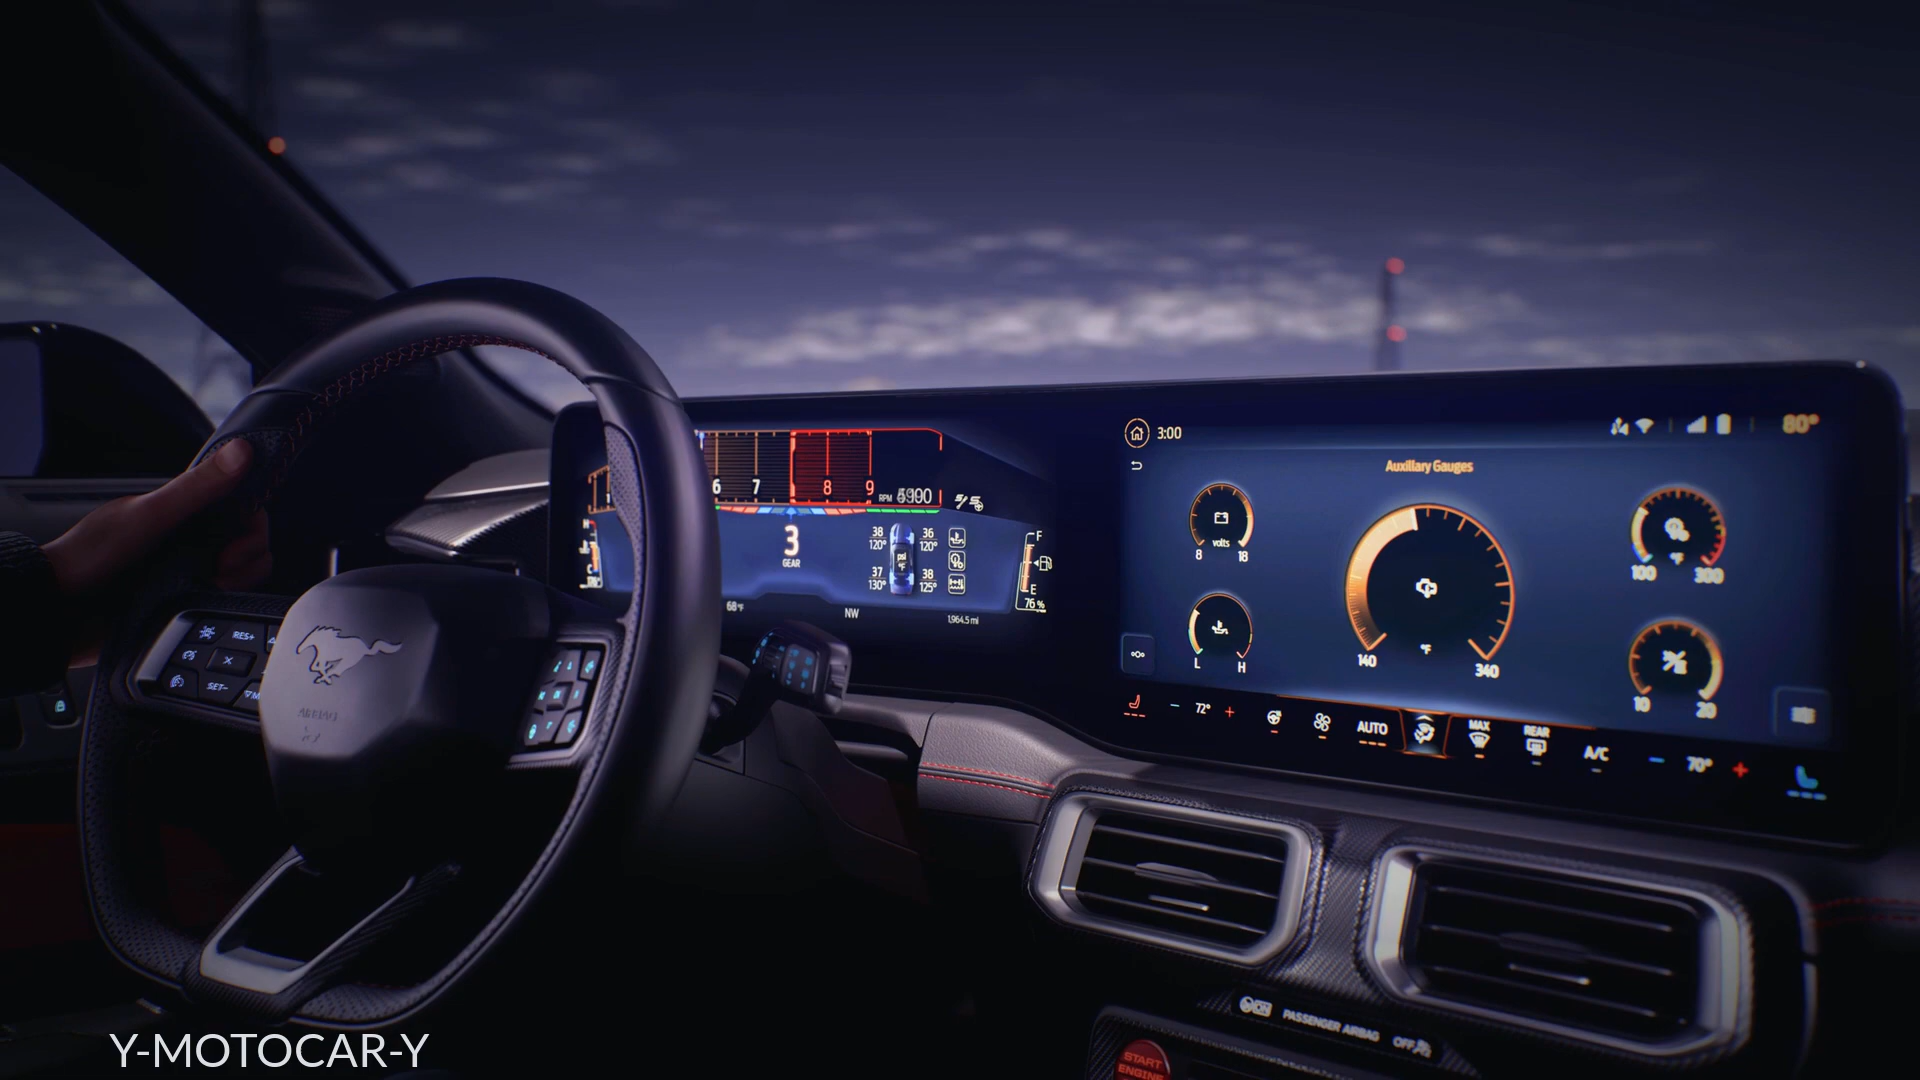 3:00
80°
Auxiliary Gauges
volts
8 18
100 °F 300
L H
140 °F 340
10 20
72°
AUTO
MAX
REAR
A/C
70°
6 7 8 9
RPM
3
GEAR
38 120°
36 120°
psi
°F
37 130°
38 125°
F
E
76 %
H
C
68°F
NW
1,964.5 mi
RES+
SET-
AIRBAG
PASSENGER AIRBAG OFF
START
ENGINE
Y-MOTOCAR-Y